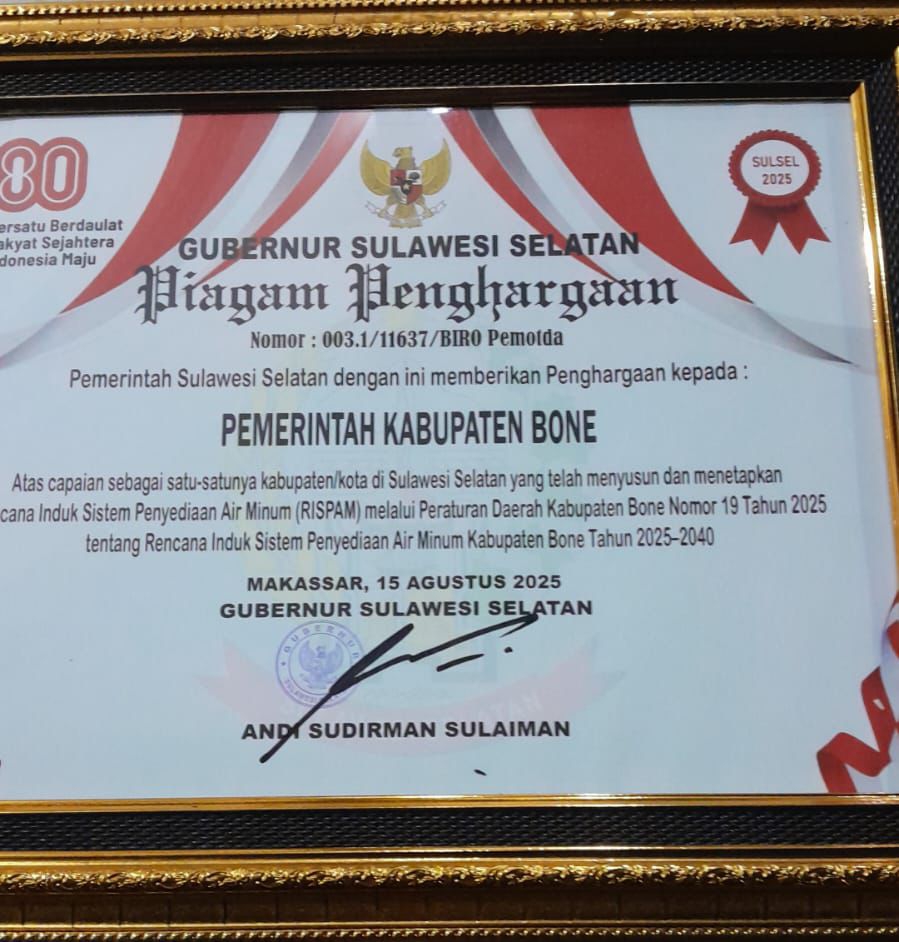 80
ersatu Berdaulat
akyat Sejahtera
donesia Maju
SULSEL
2025
GUBERNUR SULAWESI SELATAN
Piagam Penghargaan
Nomor : 003.1/11637/BIRO Pemotda
Pemerintah Sulawesi Selatan dengan ini memberikan Penghargaan kepada :
PEMERINTAH KABUPATEN BONE
Atas capaian sebagai satu-satunya kabupaten/kota di Sulawesi Selatan yang telah menyusun dan menetapkan
cana Induk Sistem Penyediaan Air Minum (RISPAM) melalui Peraturan Daerah Kabupaten Bone Nomor 19 Tahun 2025
tentang Rencana Induk Sistem Penyediaan Air Minum Kabupaten Bone Tahun 2025–2040
MAKASSAR, 15 AGUSTUS 2025
GUBERNUR SULAWESI SELATAN
GUBERNUR
ANDI SUDIRMAN SULAIMAN